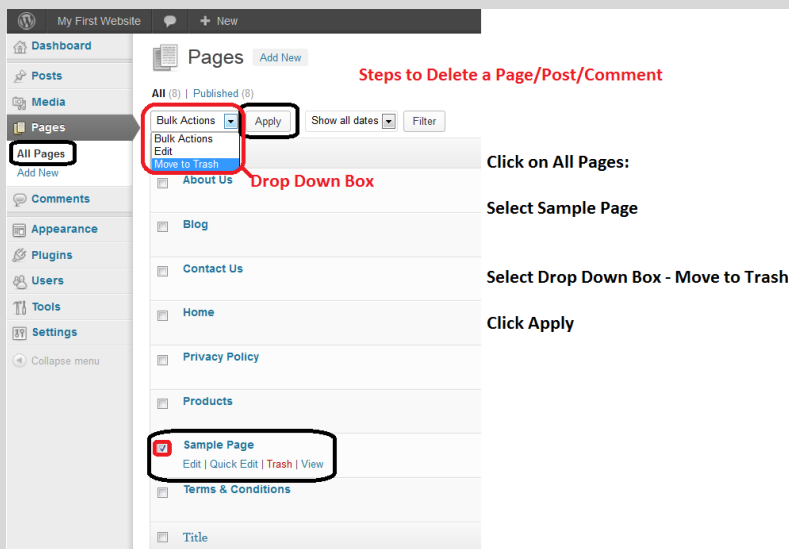 My First Website + New
Dashboard
Posts
Media
Pages
All Pages
Add New
Comments
Appearance
Plugins
Users
Tools
Settings
Collapse menu
Pages Add New
Steps to Delete a Page/Post/Comment
All (8) | Published (8)
Bulk Actions Apply Show all dates Filter
Bulk Actions
Edit
Move to Trash
Drop Down Box
About Us
Blog
Contact Us
Home
Privacy Policy
Products
Sample Page
Edit | Quick Edit | Trash | View
Terms & Conditions
Title
Click on All Pages:
Select Sample Page
Select Drop Down Box - Move to Trash
Click Apply